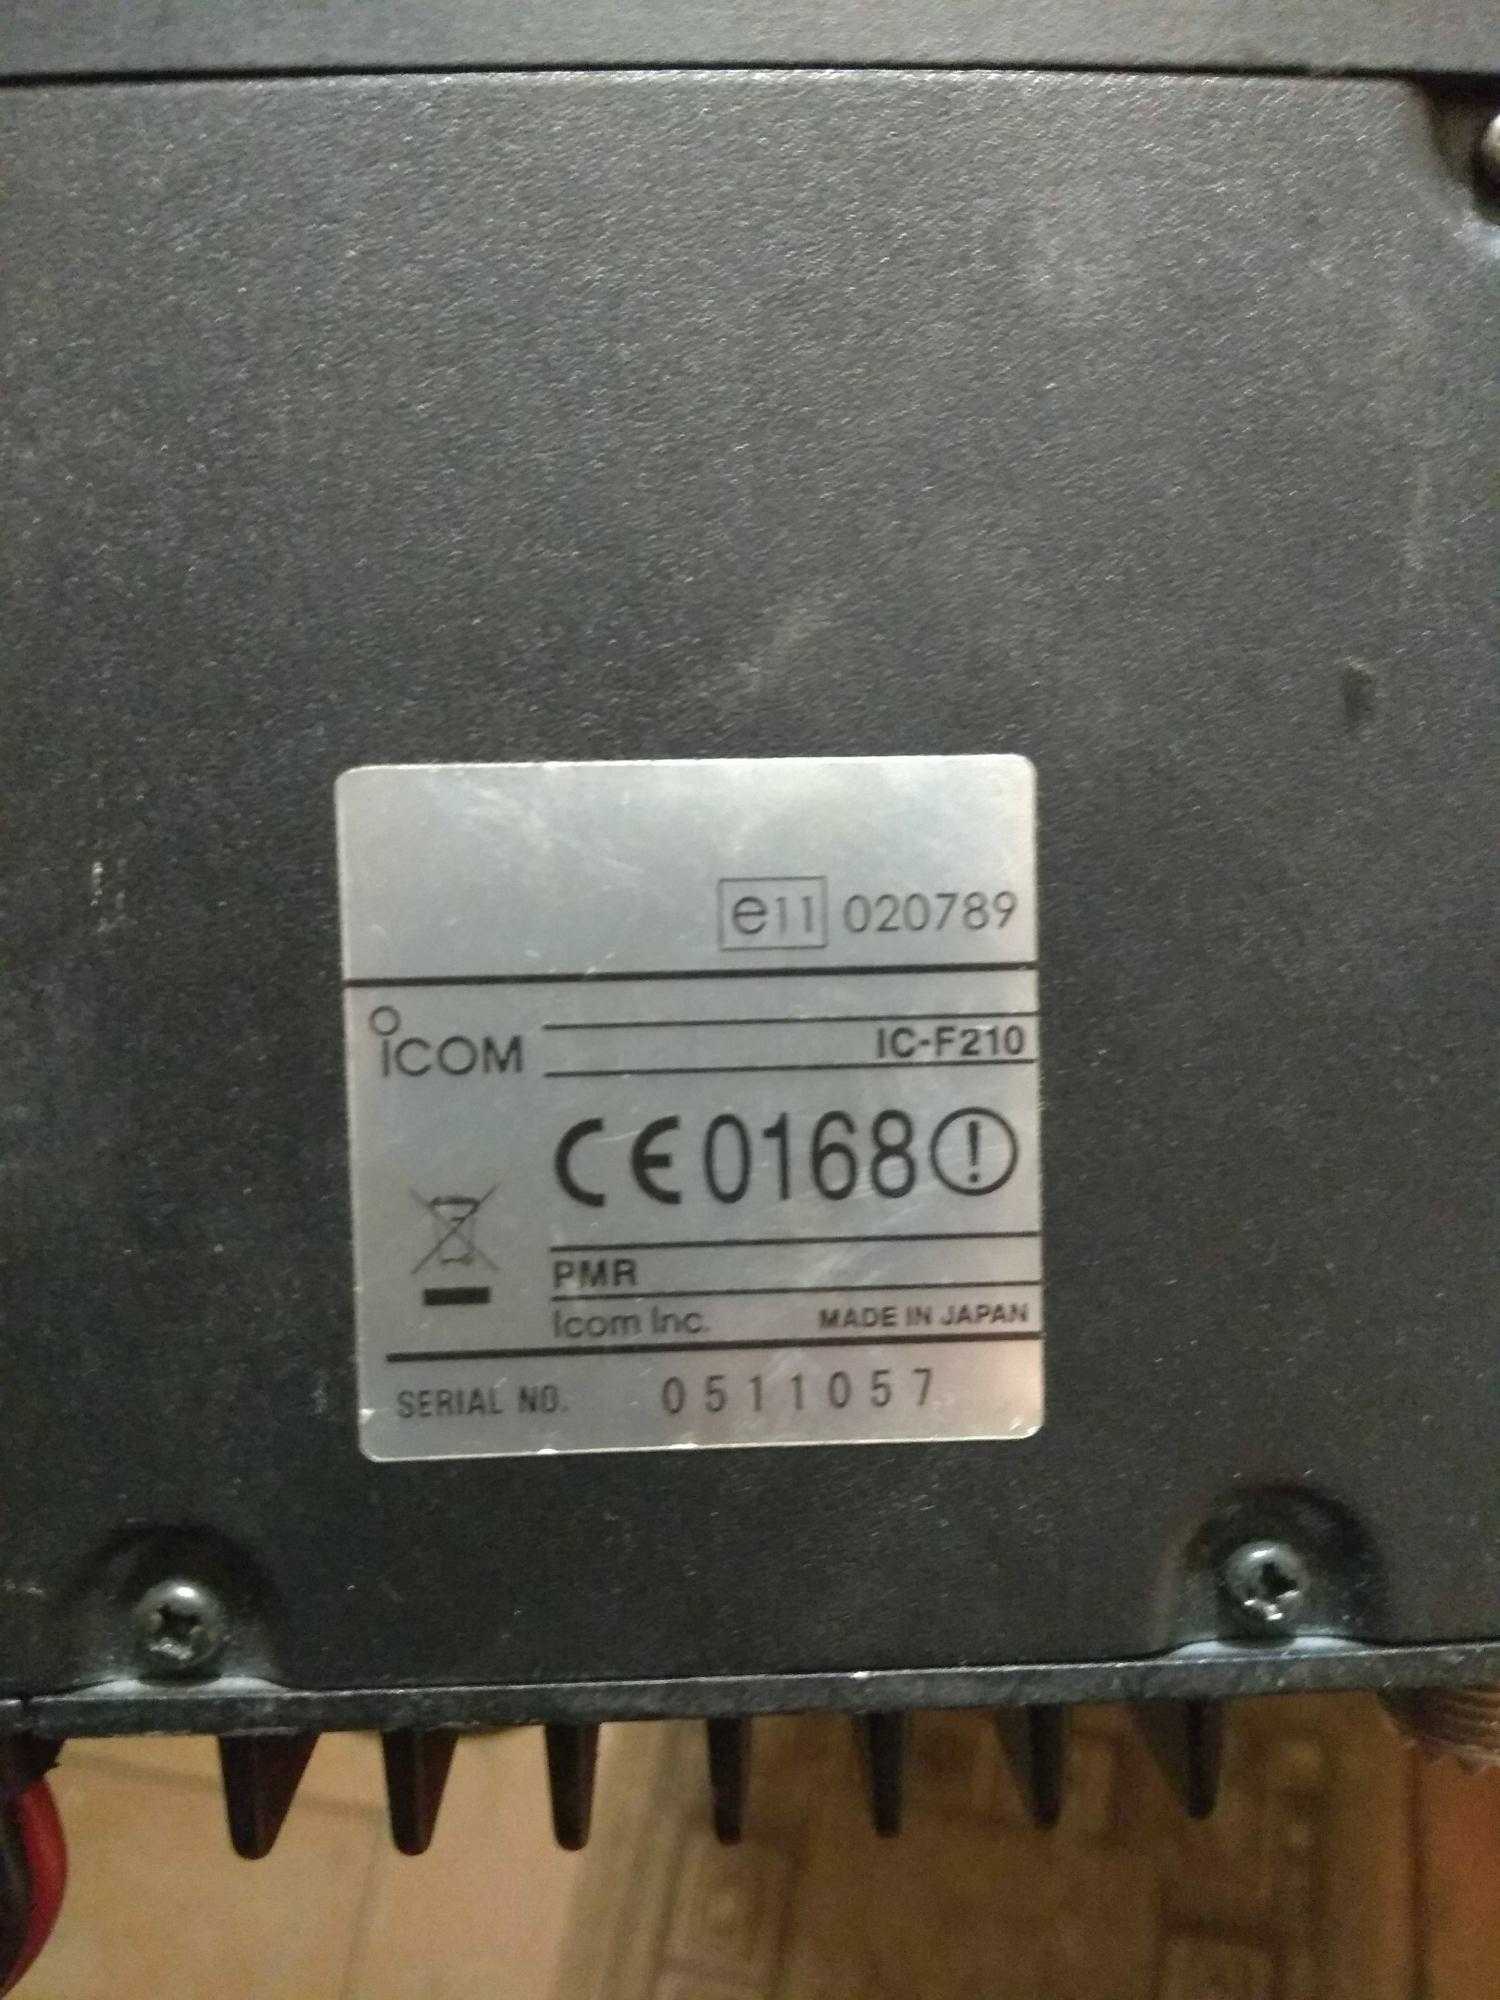 e11 020789
iCOM IC-F210
CE0168!
PMR
Icom Inc. MADE IN JAPAN
SERIAL NO. 0511057